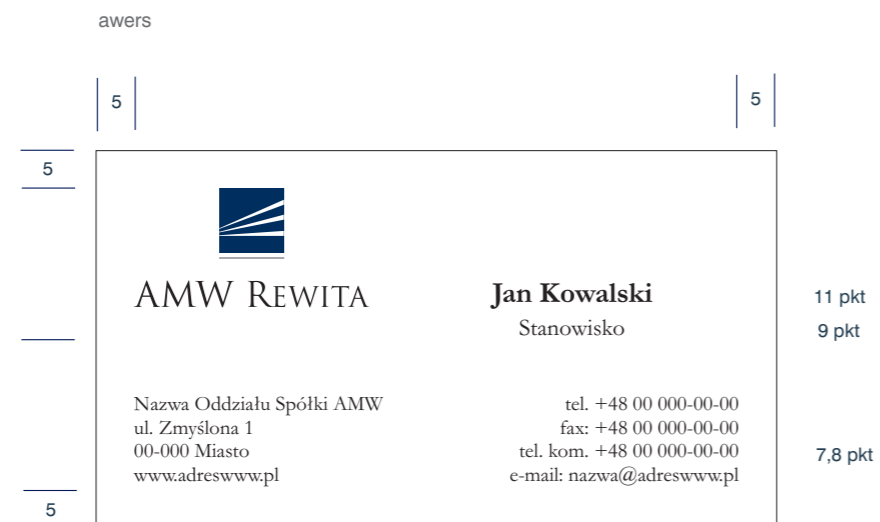 awers
5
5
5
AMW REWITA
Jan Kowalski
11 pkt
Stanowisko
9 pkt
Nazwa Oddziału Spółki AMW
ul. Zmyślona 1
00-000 Miasto
www.adreswww.pl
tel. +48 00 000-00-00
fax: +48 00 000-00-00
tel. kom. +48 00 000-00-00
e-mail: nazwa@adreswww.pl
7,8 pkt
5